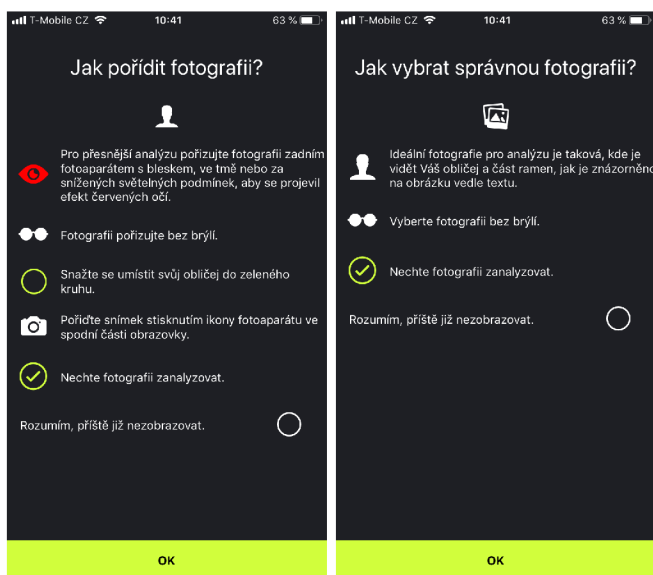 T-Mobile CZ 10:41 63 %
Jak pořídit fotografii?
Pro přesnější analýzu pořizujte fotografii zadním
fotoaparátem s bleskem, ve tmě nebo za
snížených světelných podmínek, aby se projevil
efekt červených očí.
Fotografii pořizujte bez brýlí.
Snažte se umístit svůj obličej do zeleného
kruhu.
Pořiďte snímek stisknutím ikony fotoaparátu ve
spodní části obrazovky.
Nechte fotografii zanalyzovat.
Rozumím, příště již nezobrazovat.
OK
T-Mobile CZ 10:41 63 %
Jak vybrat správnou fotografii?
Ideální fotografie pro analýzu je taková, kde je
vidět Váš obličej a část ramen, jak je znázorněno
na obrázku vedle textu.
Vyberte fotografii bez brýlí.
Nechte fotografii zanalyzovat.
Rozumím, příště již nezobrazovat.
OK